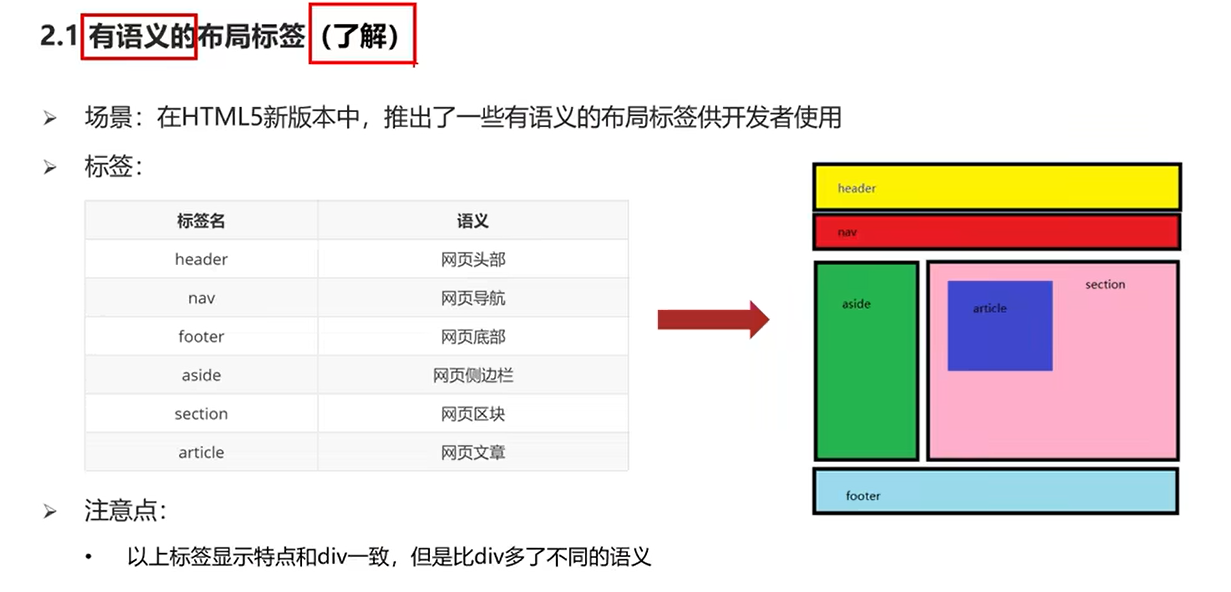 2.1 有语义的布局标签（了解）
场景：在HTML5新版本中，推出了一些有语义的布局标签供开发者使用
标签：
标签名 语义
header 网页头部
nav 网页导航
footer 网页底部
aside 网页侧边栏
section 网页区块
article 网页文章
header
nav
aside
article
section
footer
注意点：
以上标签显示特点和div一致，但是比div多了不同的语义